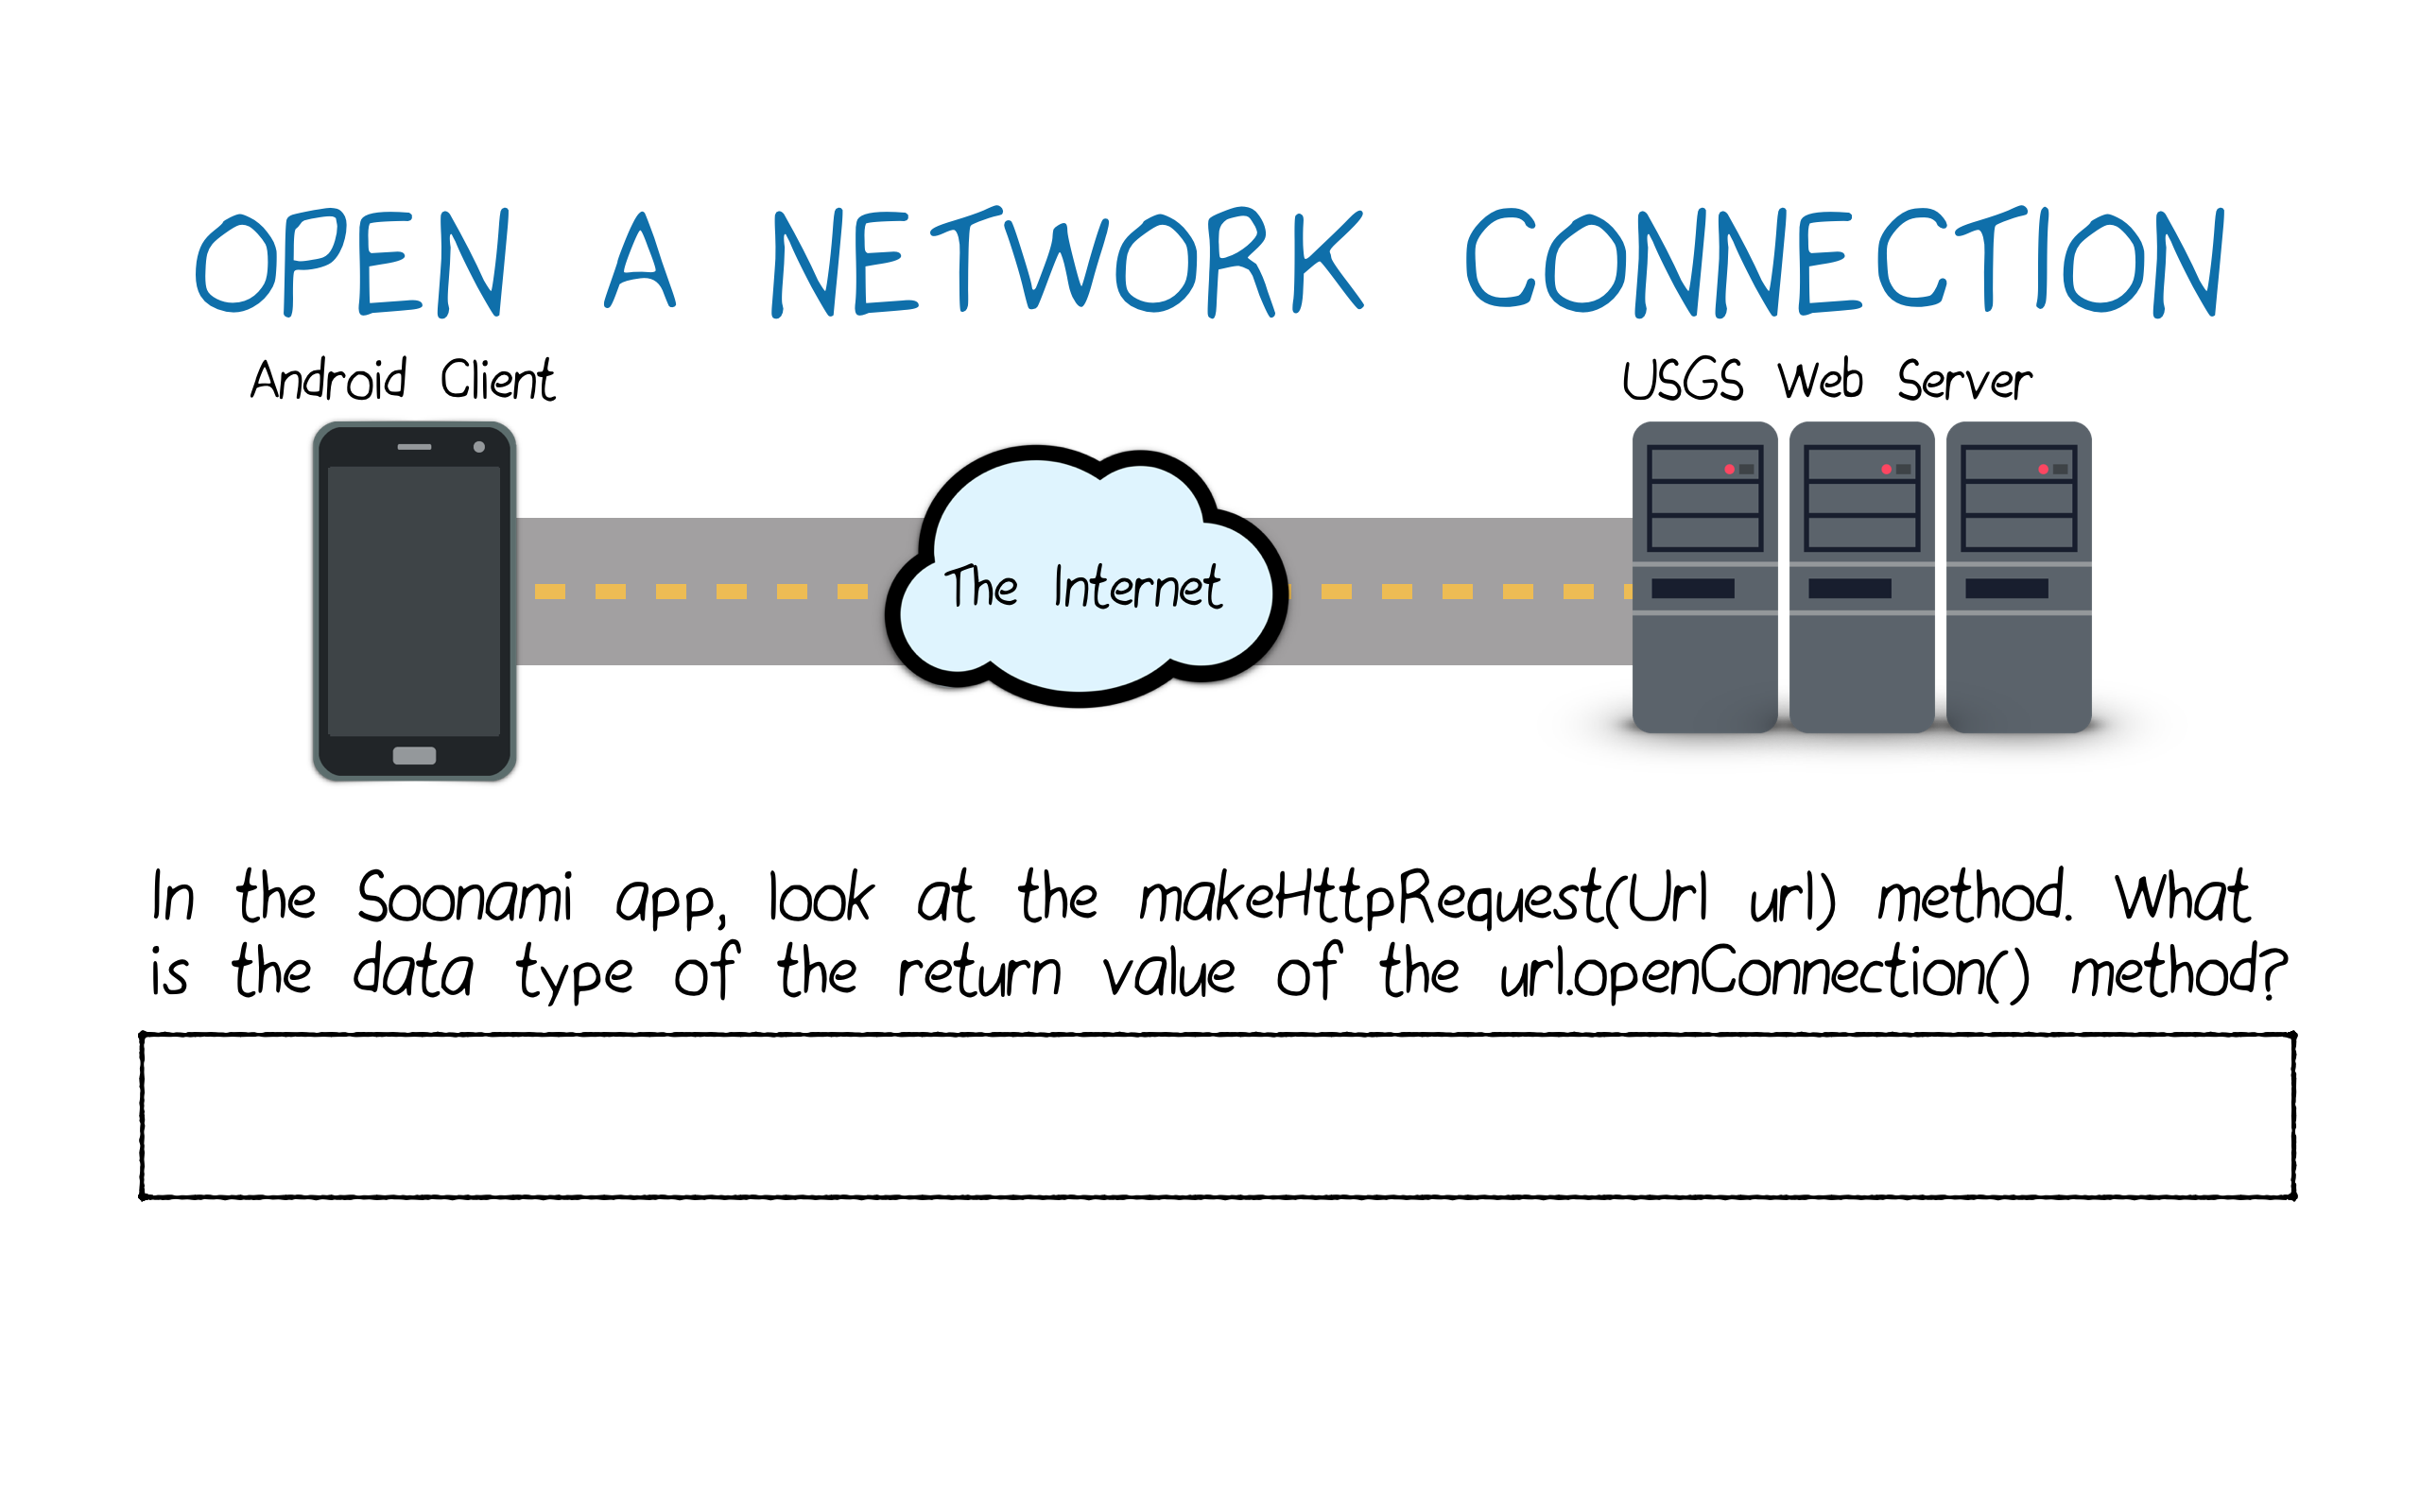 OPEN A NETWORK CONNECTION
Android Client
USGS Web Server
The Internet
In the Soonami app, look at the makeHttpRequest(Url url) method. What
is the data type of the return value of the url.openConnection() method?